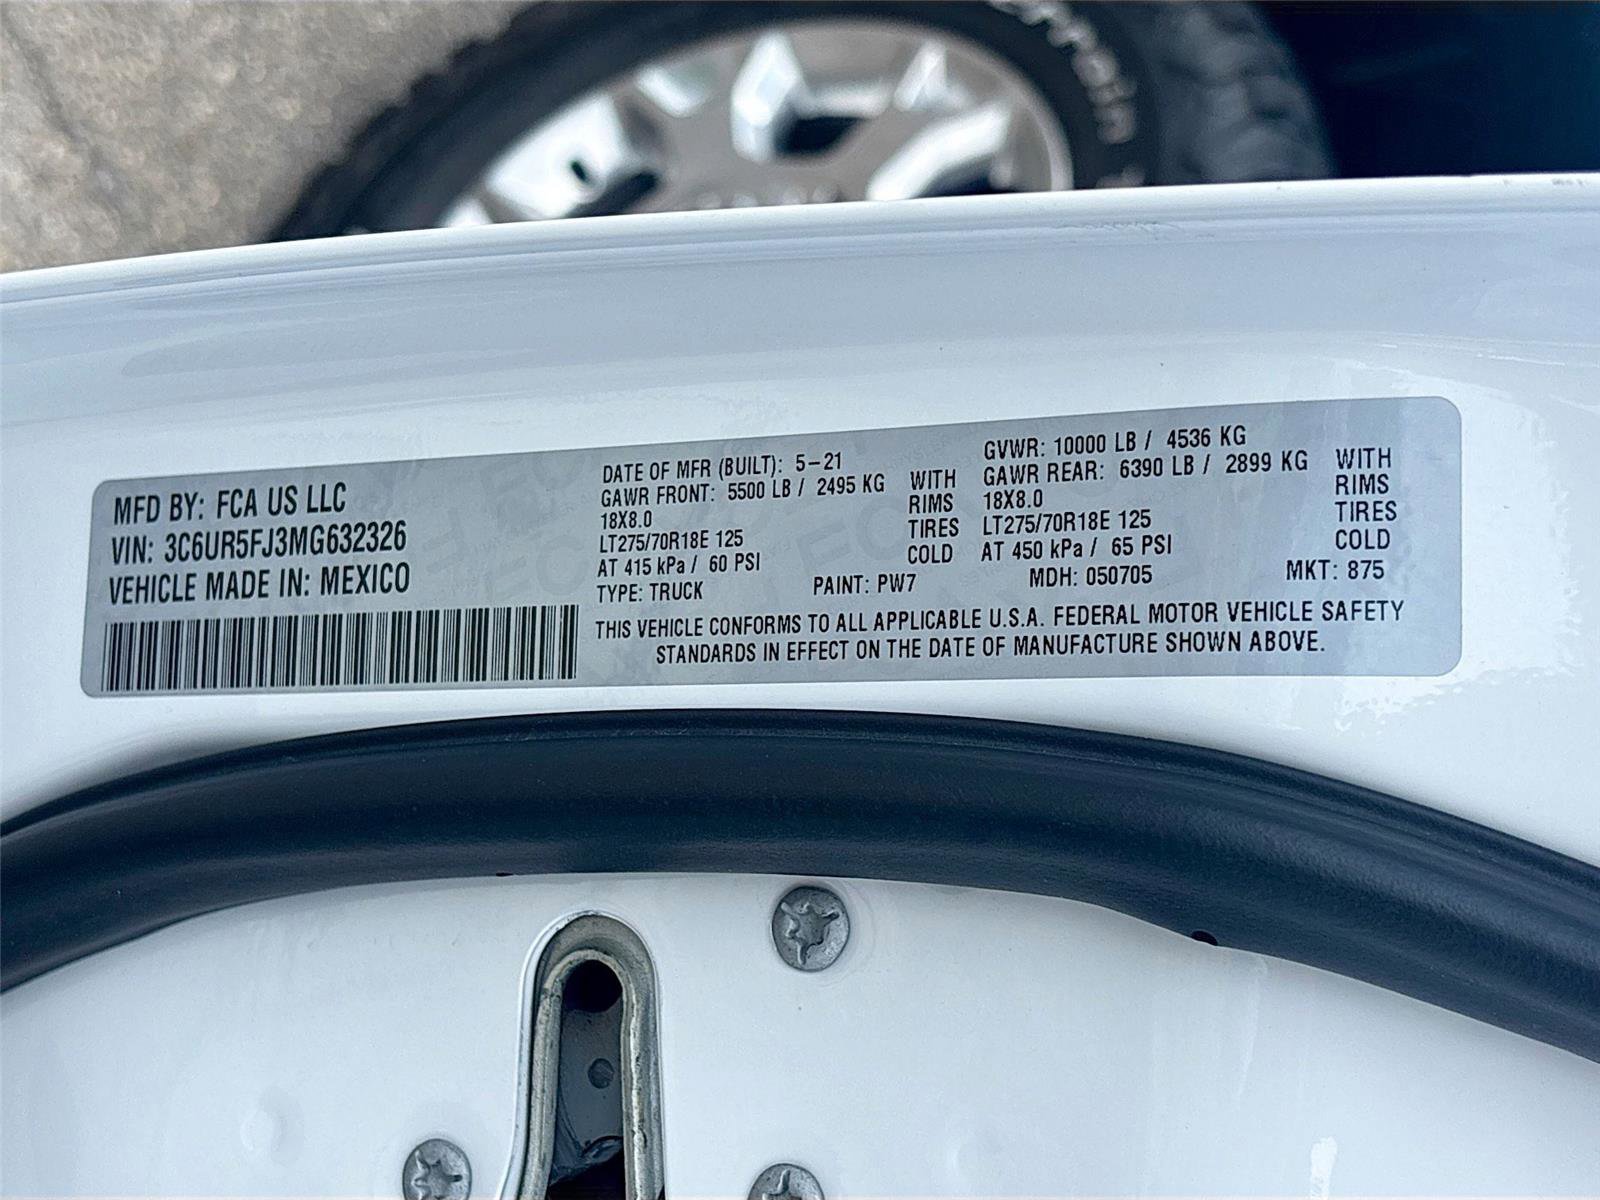 rrain
MFD BY: FCA US LLC
VIN: 3C6UR5FJ3MG632326
VEHICLE MADE IN: MEXICO
DATE OF MFR (BUILT): 5-21
GAWR FRONT: 5500 LB / 2495 KG WITH
18X8.0 RIMS
LT275/70R18E 125 TIRES
AT 415 kPa / 60 PSI COLD
GVWR: 10000 LB / 4536 KG
GAWR REAR: 6390 LB / 2899 KG WITH
18X8.0 RIMS
LT275/70R18E 125 TIRES
AT 450 kPa / 65 PSI COLD
TYPE: TRUCK PAINT: PW7 MDH: 050705 MKT: 875
THIS VEHICLE CONFORMS TO ALL APPLICABLE U.S.A. FEDERAL MOTOR VEHICLE SAFETY
STANDARDS IN EFFECT ON THE DATE OF MANUFACTURE SHOWN ABOVE.